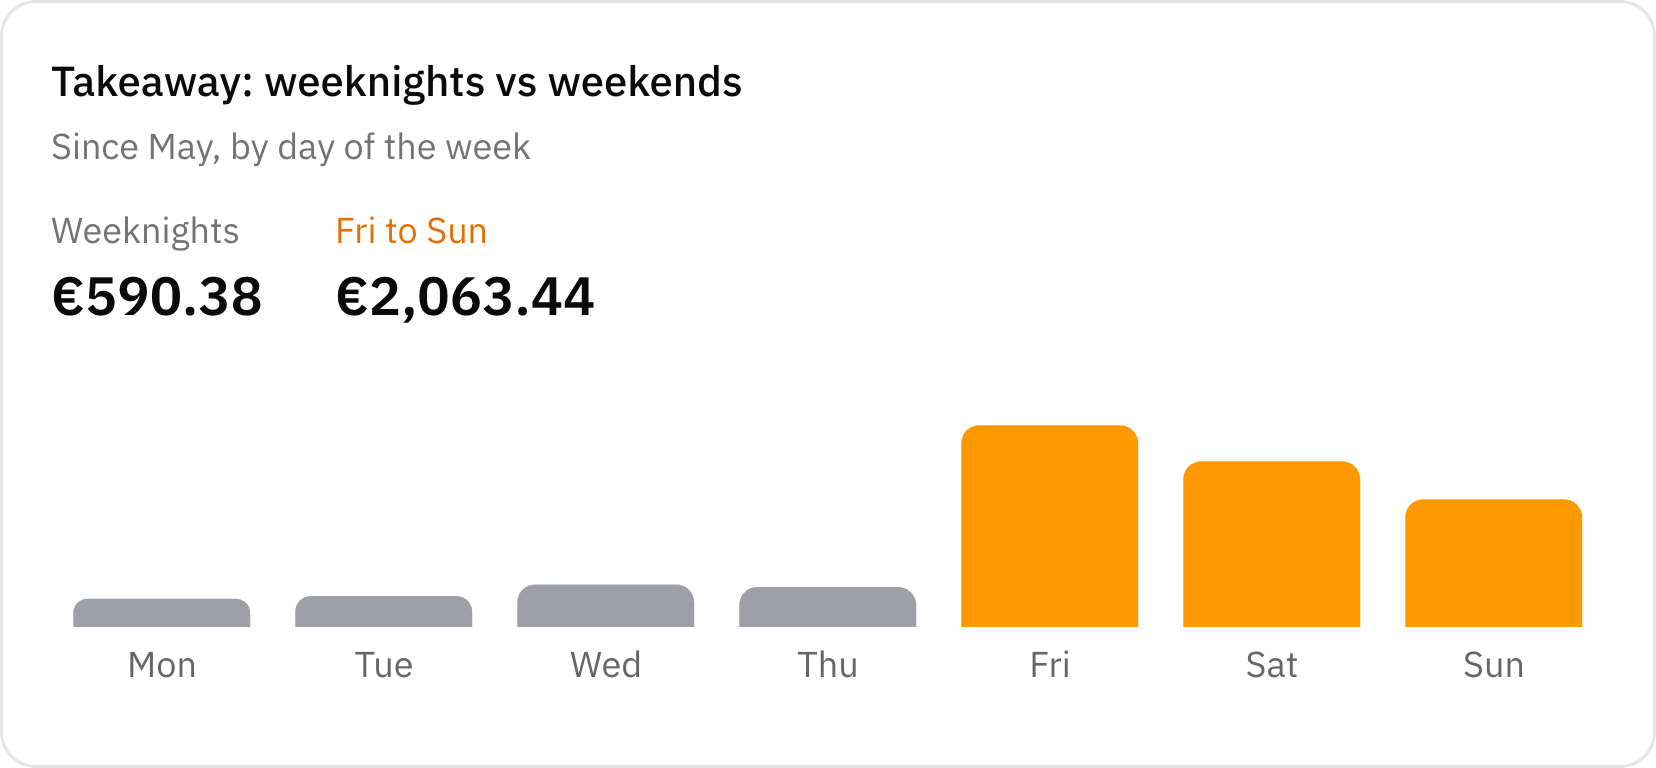 Takeaway: weeknights vs weekends
Since May, by day of the week
Weeknights Fri to Sun
€590.38 €2,063.44
Mon Tue Wed Thu Fri Sat Sun